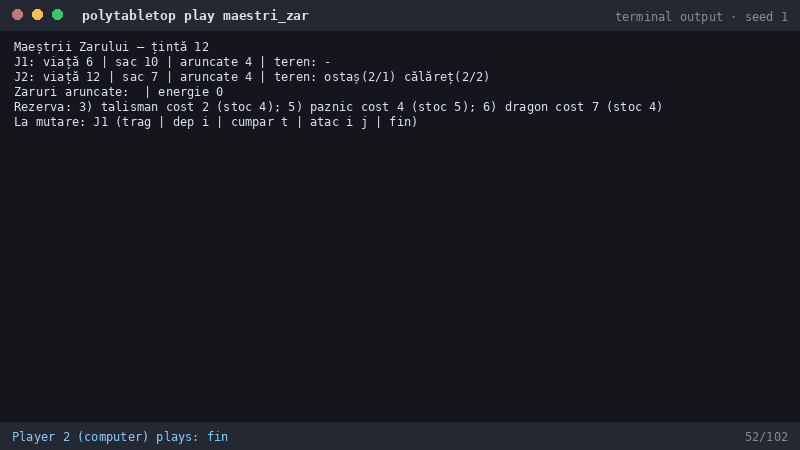 polytabletop play maestri_zar
terminal output · seed 1
Maeștrii Zarului — țintă 12
J1: viață 6 | sac 10 | aruncate 4 | teren: -
J2: viață 12 | sac 7 | aruncate 4 | teren: ostaș(2/1) călăreț(2/2)
Zaruri aruncate:  | energie 0
Rezerva: 3) talisman cost 2 (stoc 4); 5) paznic cost 4 (stoc 5); 6) dragon cost 7 (stoc 4)
La mutare: J1 (trag | dep i | cumpar t | atac i j | fin)
Player 2 (computer) plays: fin
52/102